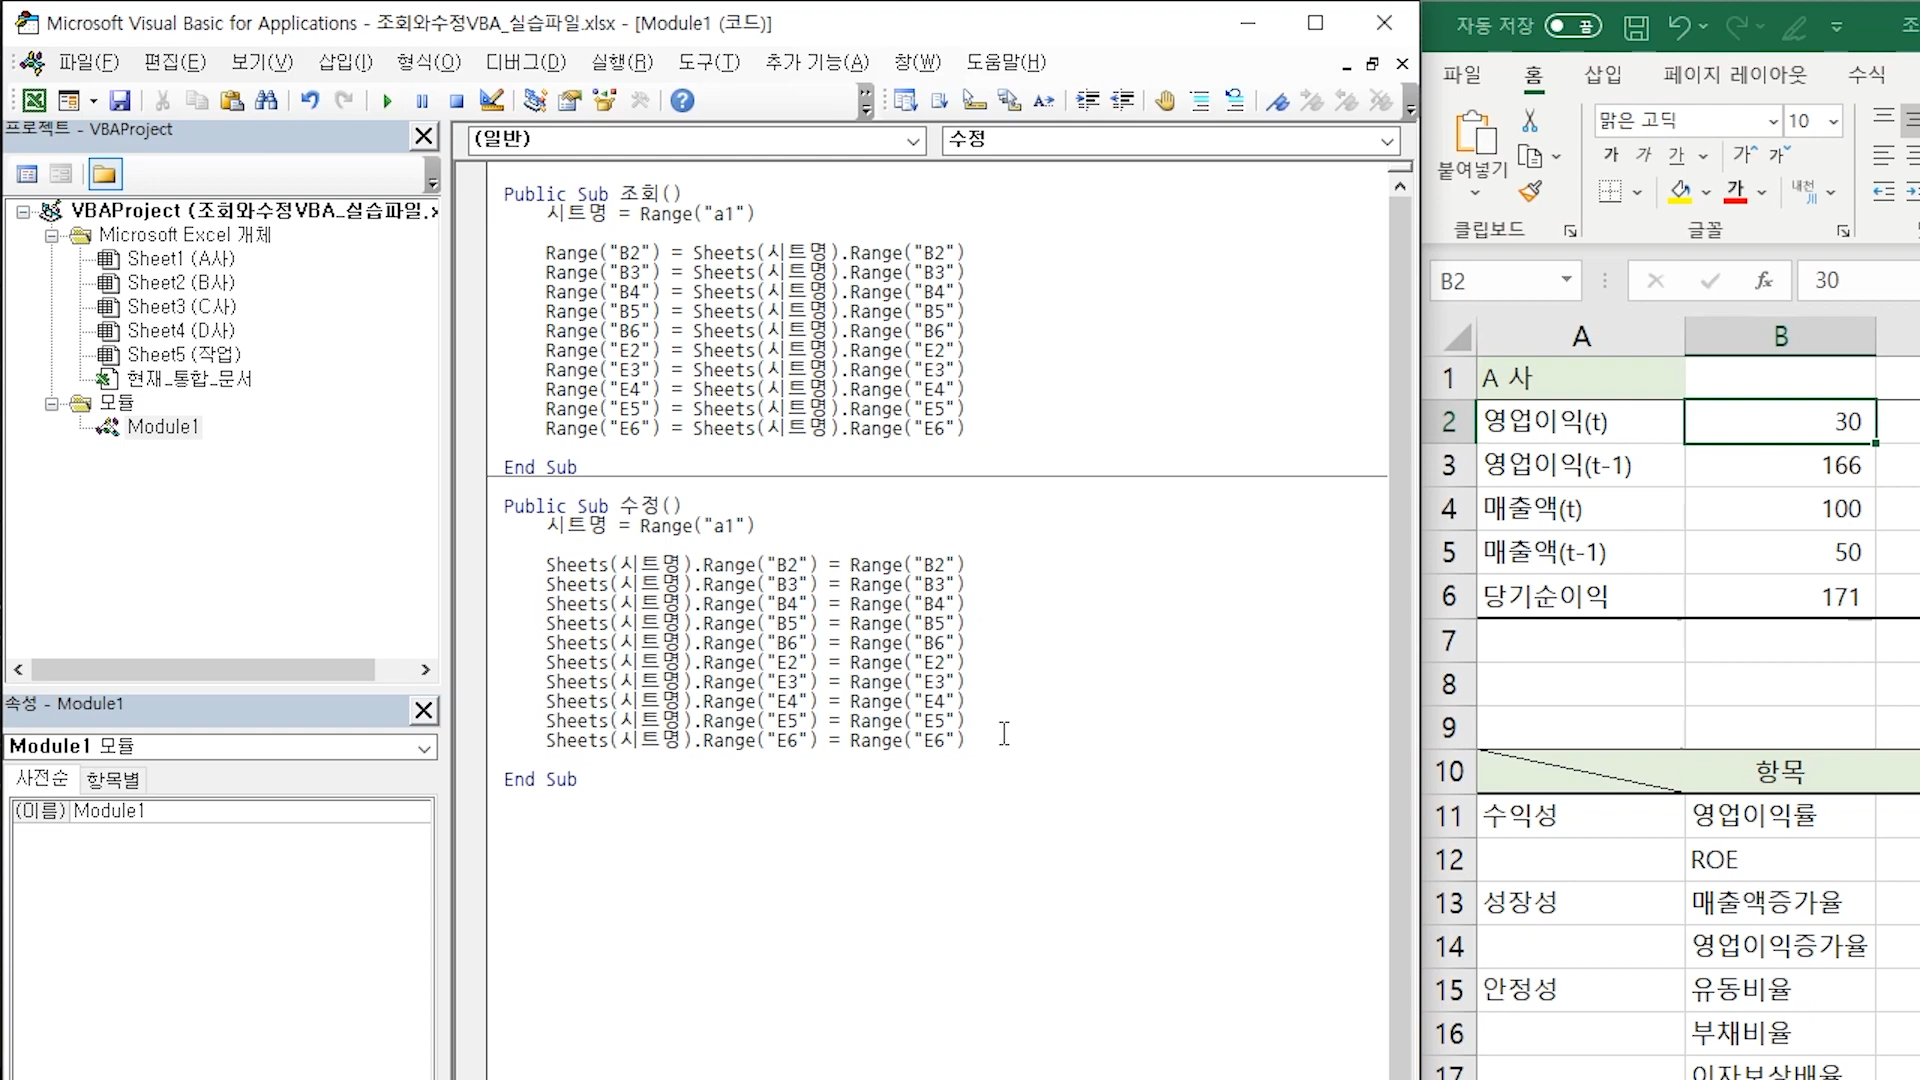 Microsoft Visual Basic for Applications - 조회와수정VBA_실습파일.xlsx - [Module1 (코드)]
파일(F) 편집(E) 보기(V) 삽입(I) 형식(O) 디버그(D) 실행(R) 도구(T) 추가 기능(A) 창(W) 도움말(H)
프로젝트 - VBAProject
VBAProject (조회와수정VBA_실습파일.x
Microsoft Excel 개체
Sheet1 (A사)
Sheet2 (B사)
Sheet3 (C사)
Sheet4 (D사)
Sheet5 (작업)
현재_통합_문서
모듈
Module1
속성 - Module1
Module1 모듈
사전순 항목별
(이름) Module1
(일반) 수정
Public Sub 조회()
시트명 = Range("a1")
Range("B2") = Sheets(시트명).Range("B2")
Range("B3") = Sheets(시트명).Range("B3")
Range("B4") = Sheets(시트명).Range("B4")
Range("B5") = Sheets(시트명).Range("B5")
Range("B6") = Sheets(시트명).Range("B6")
Range("E2") = Sheets(시트명).Range("E2")
Range("E3") = Sheets(시트명).Range("E3")
Range("E4") = Sheets(시트명).Range("E4")
Range("E5") = Sheets(시트명).Range("E5")
Range("E6") = Sheets(시트명).Range("E6")
End Sub
Public Sub 수정()
시트명 = Range("a1")
Sheets(시트명).Range("B2") = Range("B2")
Sheets(시트명).Range("B3") = Range("B3")
Sheets(시트명).Range("B4") = Range("B4")
Sheets(시트명).Range("B5") = Range("B5")
Sheets(시트명).Range("B6") = Range("B6")
Sheets(시트명).Range("E2") = Range("E2")
Sheets(시트명).Range("E3") = Range("E3")
Sheets(시트명).Range("E4") = Range("E4")
Sheets(시트명).Range("E5") = Range("E5")
Sheets(시트명).Range("E6") = Range("E6")
End Sub
자동 저장 끔 조
파일 홈 삽입 페이지 레이아웃 수식
붙여넣기
맑은 고딕 10
가 가 가 가 가
가 내천
클립보드 글꼴
B2 fx 30
A B
1 A 사
2 영업이익(t) 30
3 영업이익(t-1) 166
4 매출액(t) 100
5 매출액(t-1) 50
6 당기순이익 171
7
8
9
10 항목
11 수익성 영업이익률
12 ROE
13 성장성 매출액증가율
14 영업이익증가율
15 안정성 유동비율
16 부채비율
17 이자보상배율